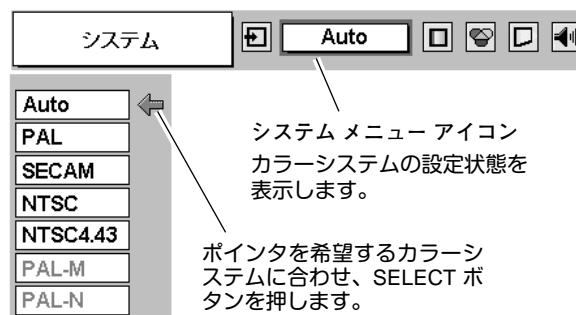 システム
Auto
Auto
PAL
SECAM
NTSC
NTSC4.43
PAL-M
PAL-N
システム メニュー アイコン
カラーシステムの設定状態を
表示します。
ポインタを希望するカラーシ
ステムに合わせ、SELECT ボ
タンを押します。